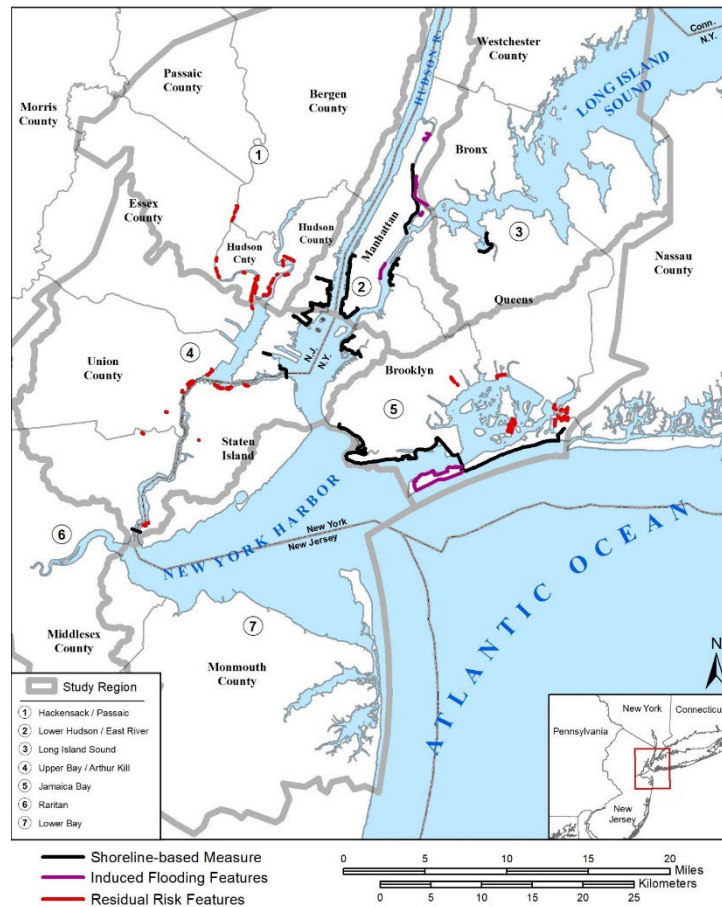 Conn.
N.Y.
Westchester
County
Passaic
County
HUDSON R.
LONG ISLAND
SOUND
Bergen
County
Morris
County
Bronx
1
Essex
County
Hudson
County
Hudson
Cnty
Manhattan
3
Nassau
County
2
Queens
4
Union
County
N.J.
N.Y.
Brooklyn
5
Staten
Island
NEW YORK HARBOR
New York
New Jersey
6
ATLANTIC OCEAN
Middlesex
County
7
Monmouth
County
N
Study Region
1 Hackensack / Passaic
2 Lower Hudson / East River
3 Long Island Sound
4 Upper Bay / Arthur Kill
5 Jamaica Bay
6 Raritan
7 Lower Bay
New York
Connecticut
Pennsylvania
New
Jersey
Shoreline-based Measure
Induced Flooding Features
Residual Risk Features
0 5 10 15 20
Miles
Kilometers
0 5 10 15 20 25